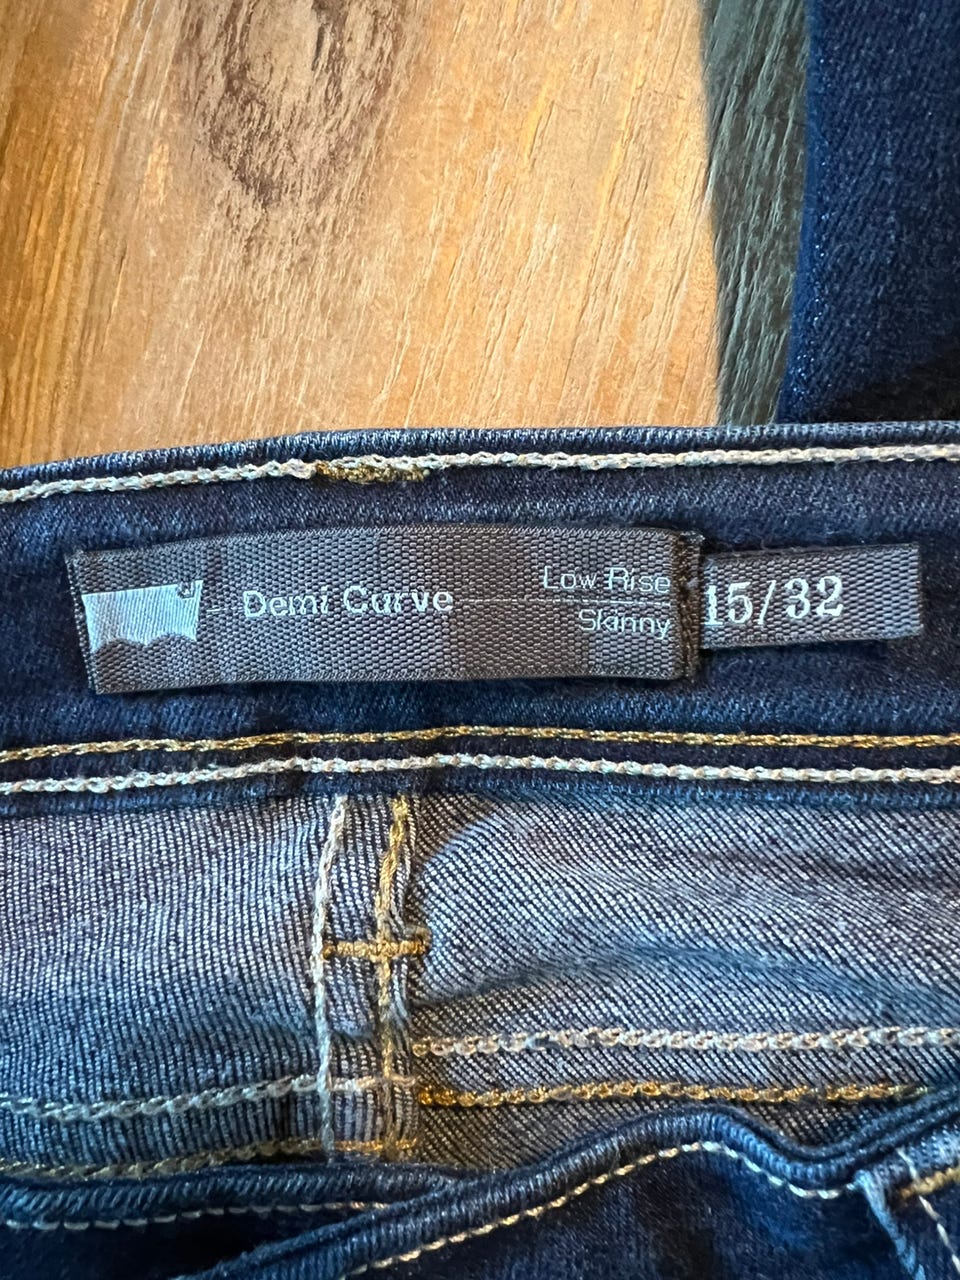 Demi Curve
Low Rise
Skinny
15/32